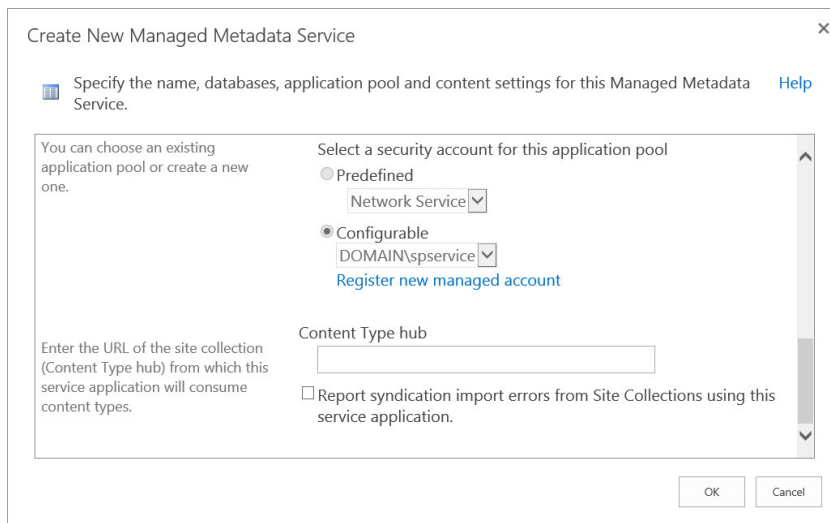 Create New Managed Metadata Service
Specify the name, databases, application pool and content settings for this Managed Metadata
Service.
Help
You can choose an existing
application pool or create a new
one.
Select a security account for this application pool
Predefined
Network Service
Configurable
DOMAIN\spservice
Register new managed account
Enter the URL of the site collection
(Content Type hub) from which this
service application will consume
content types.
Content Type hub
Report syndication import errors from Site Collections using this
service application.
OK
Cancel